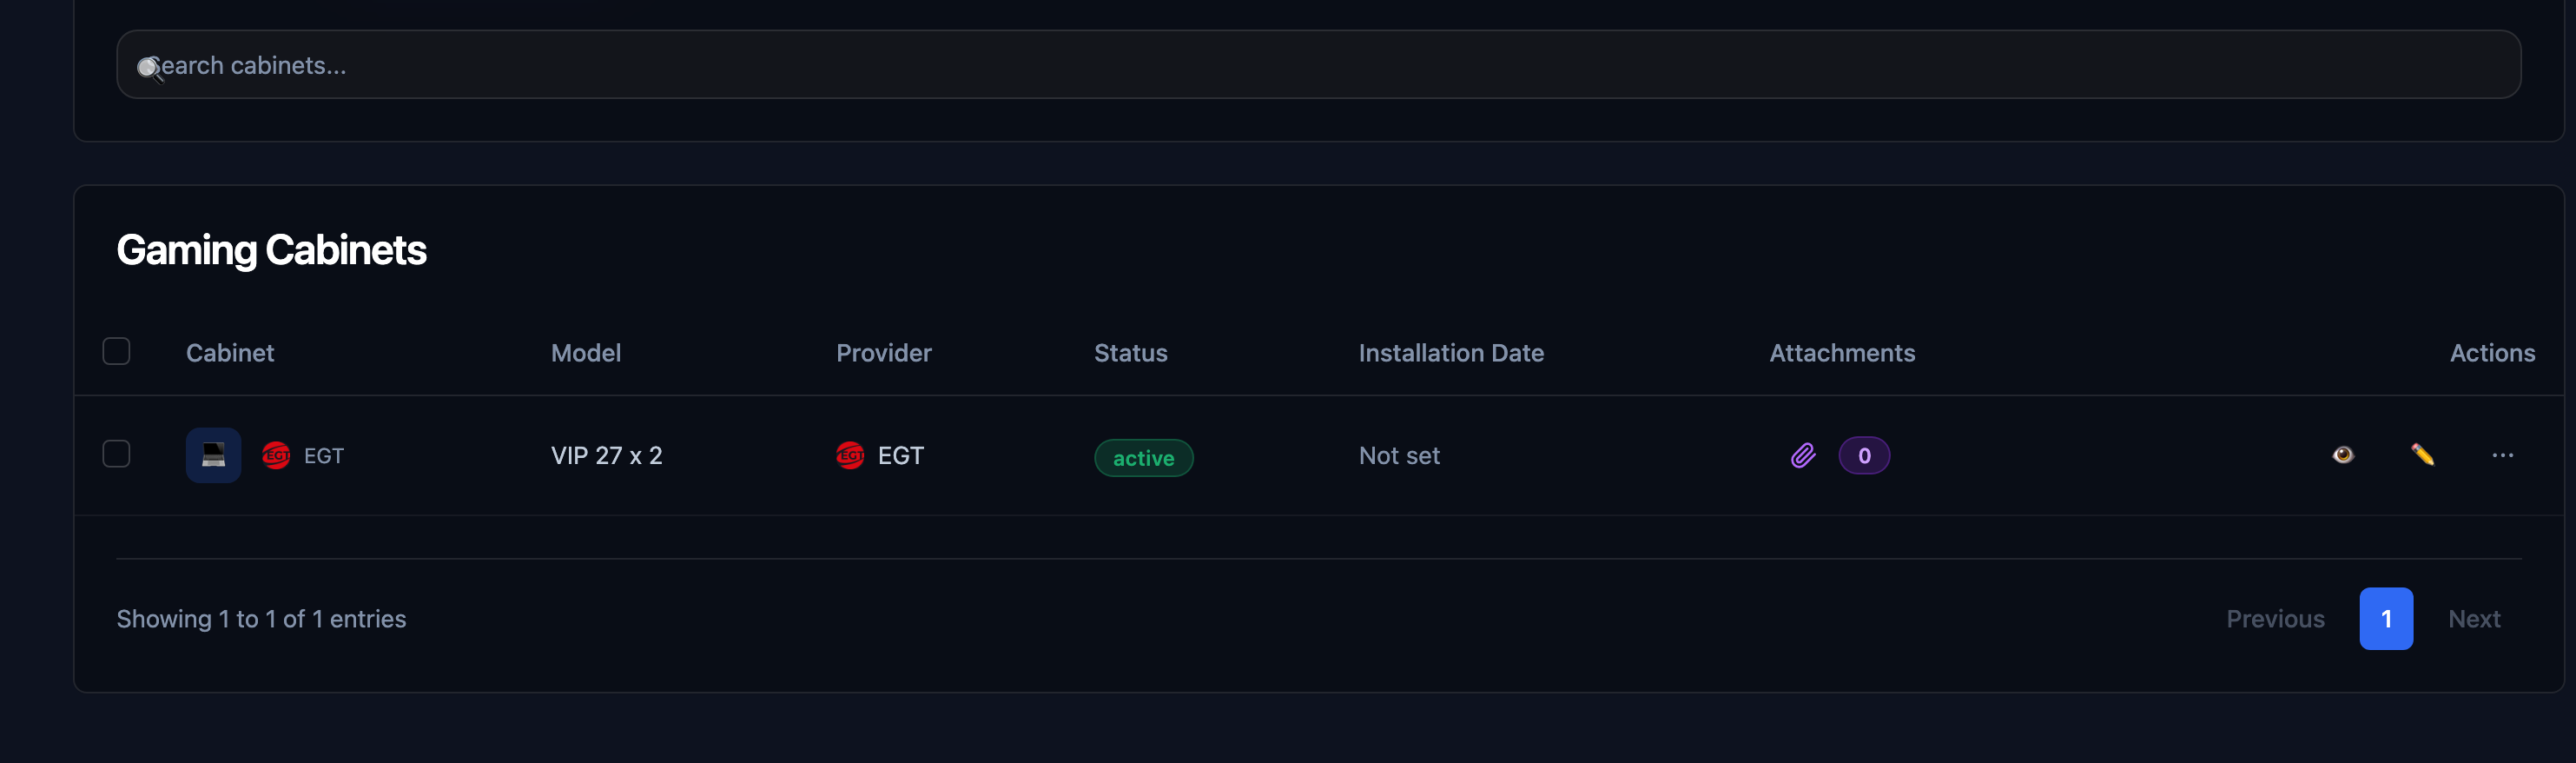 Search cabinets...
Gaming Cabinets
Cabinet Model Provider Status Installation Date Attachments Actions
EGT EGT VIP 27 x 2 EGT EGT active Not set 0 ...
Showing 1 to 1 of 1 entries Previous 1 Next